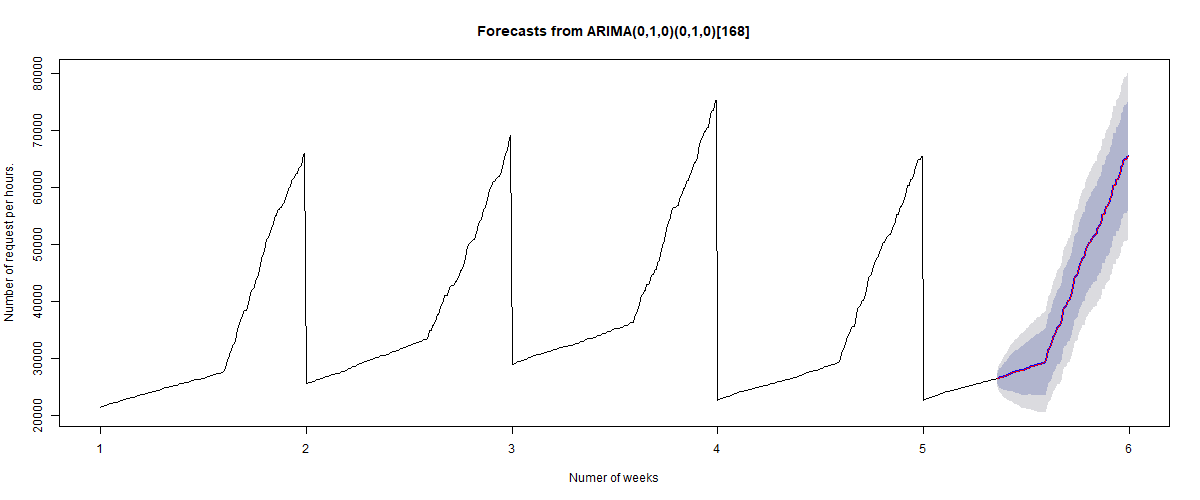 Forecasts from ARIMA(0,1,0)(0,1,0)[168]
Number of request per hours.
80000
70000
60000
50000
40000
30000
20000
1 2 3 4 5 6
Numer of weeks